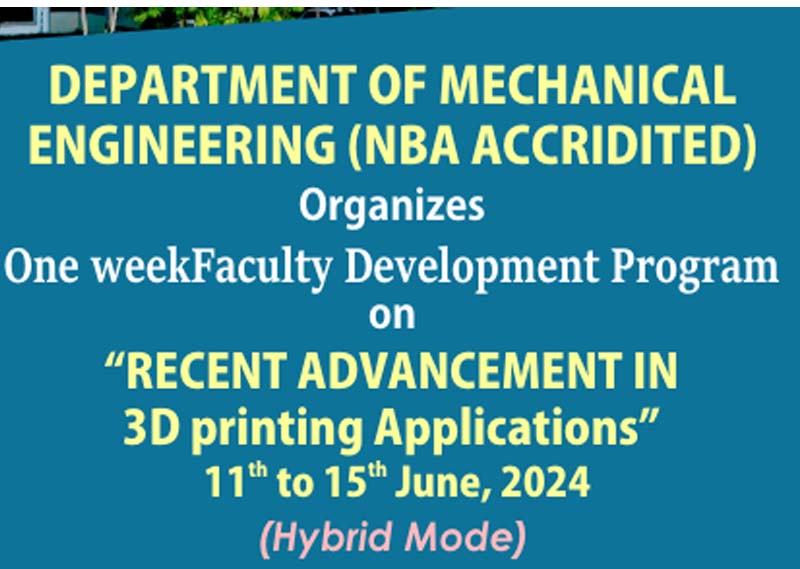 DEPARTMENT OF MECHANICAL
ENGINEERING (NBA ACCRIDITED)
Organizes
One weekFaculty Development Program
on
“RECENT ADVANCEMENT IN
3D printing Applications”
11th to 15th June, 2024
(Hybrid Mode)